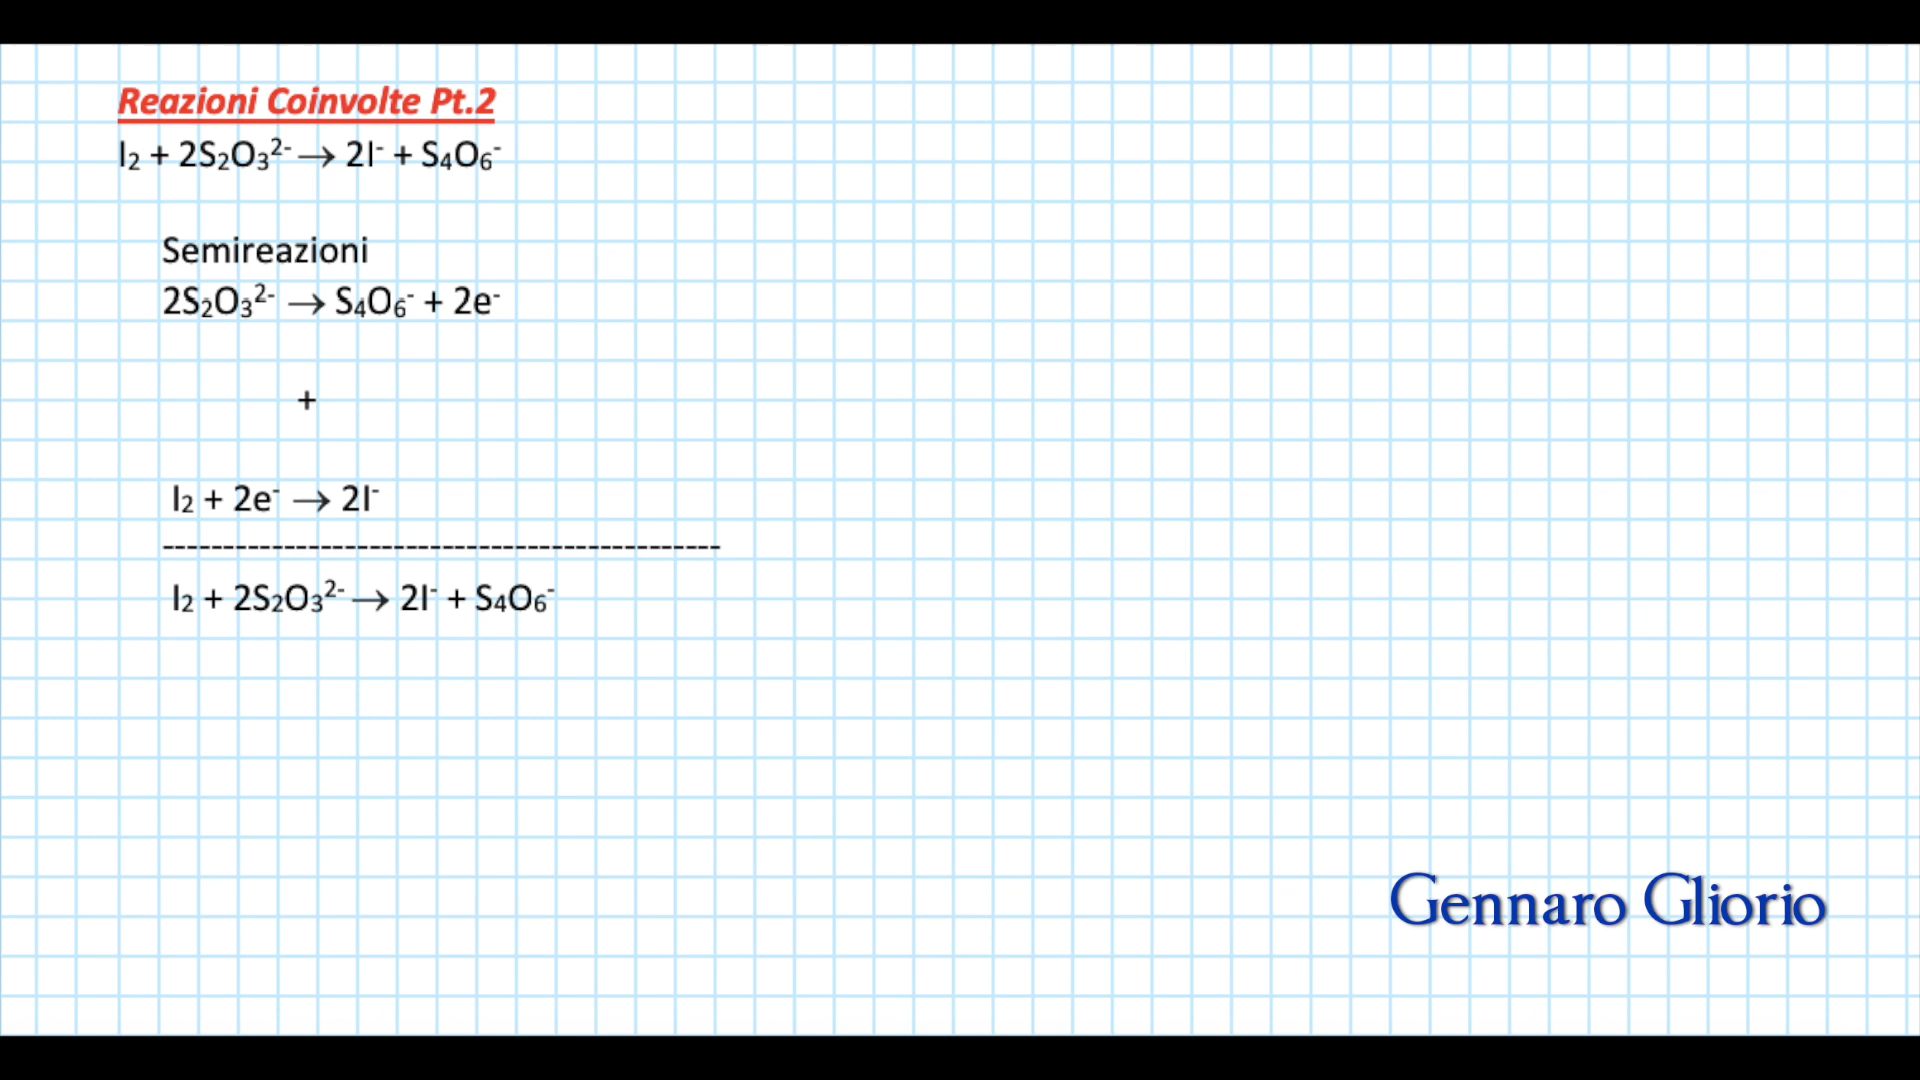 Reazioni Coinvolte Pt.2
I₂ + 2S₂O₃²⁻ → 2I⁻ + S₄O₆⁻
Semireazioni
2S₂O₃²⁻ → S₄O₆⁻ + 2e⁻
+
I₂ + 2e⁻ → 2I⁻
----------------------------------------------
I₂ + 2S₂O₃²⁻ → 2I⁻ + S₄O₆⁻
Gennaro Gliorio